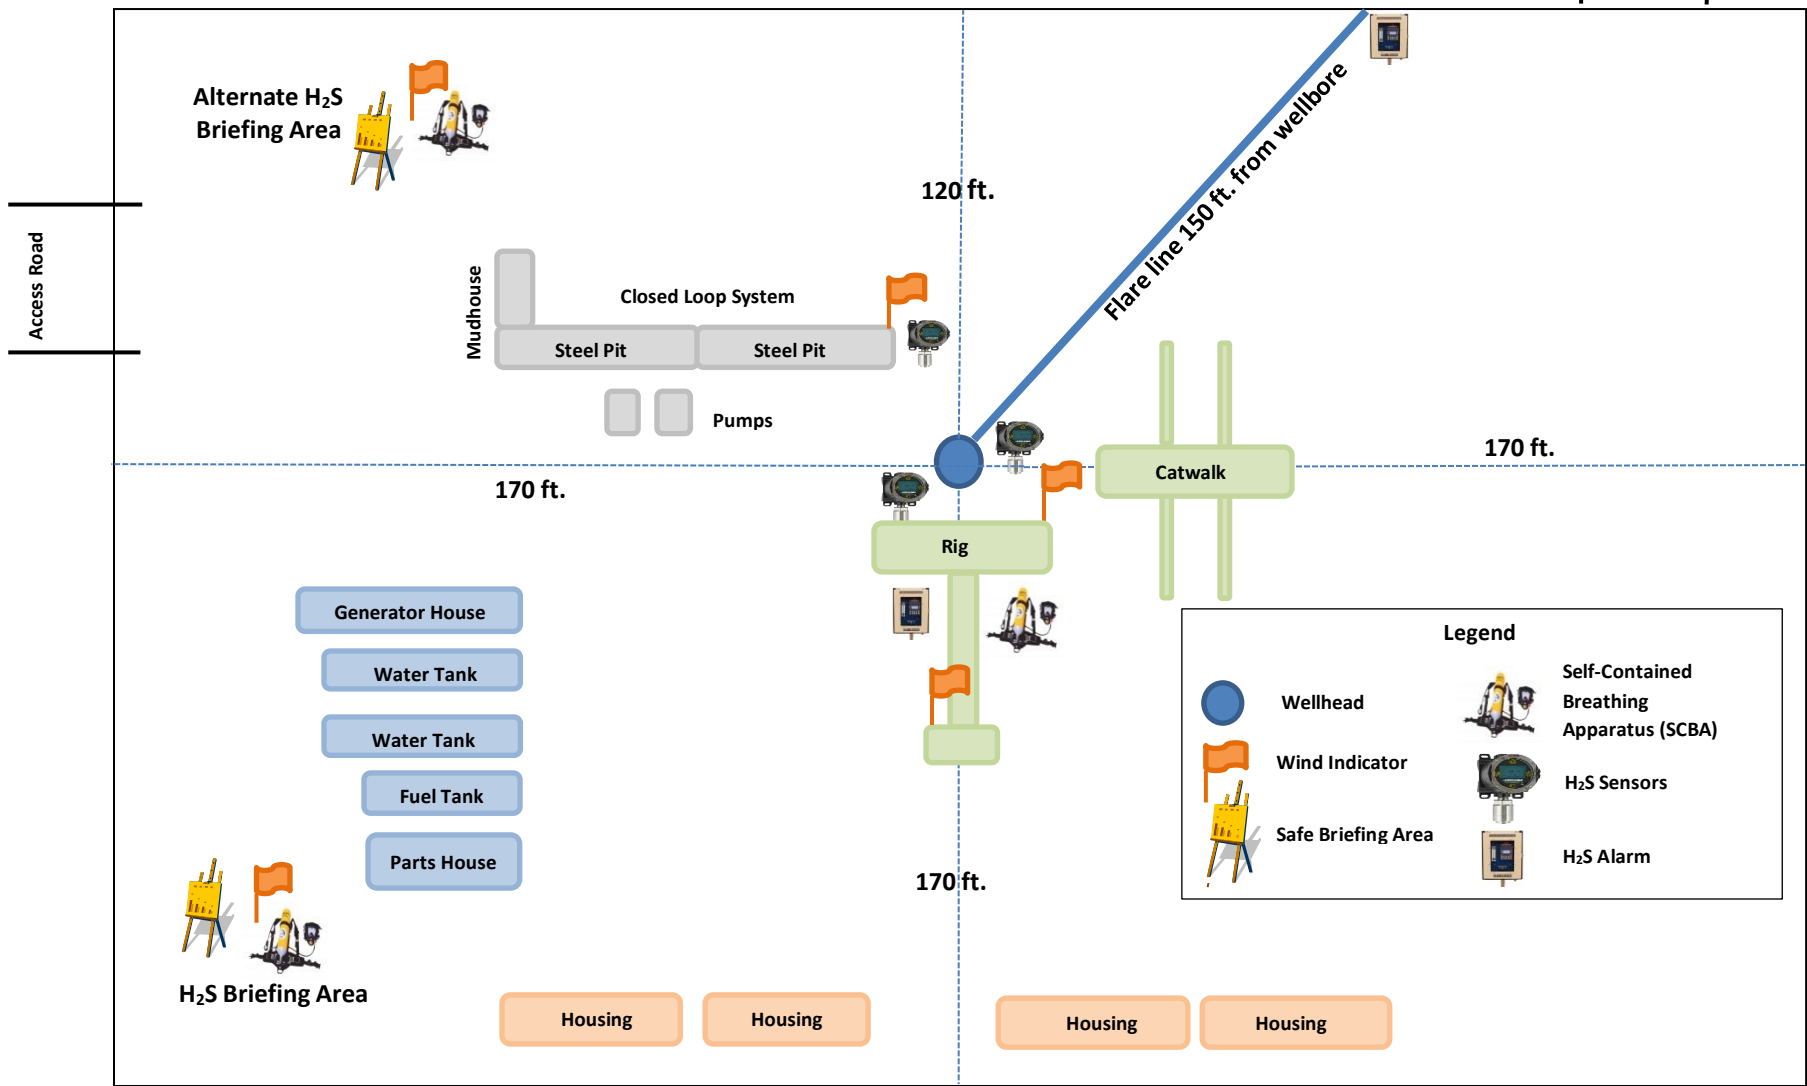 Alternate H₂S
Briefing Area
120 ft.
Flare line 150 ft. from wellbore
Access Road
Mudhouse
Closed Loop System
Steel Pit
Steel Pit
Pumps
170 ft.
170 ft.
Catwalk
Rig
Generator House
Water Tank
Water Tank
Fuel Tank
Parts House
170 ft.
H₂S Briefing Area
Housing
Housing
Housing
Housing
Legend
Wellhead
Wind Indicator
Safe Briefing Area
Self-Contained
Breathing
Apparatus (SCBA)
H₂S Sensors
H₂S Alarm